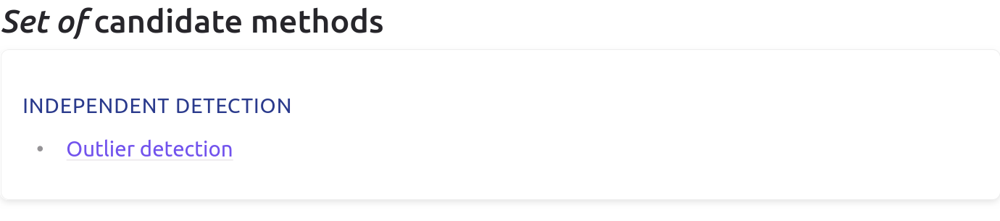 Set of candidate methods
INDEPENDENT DETECTION
• Outlier detection